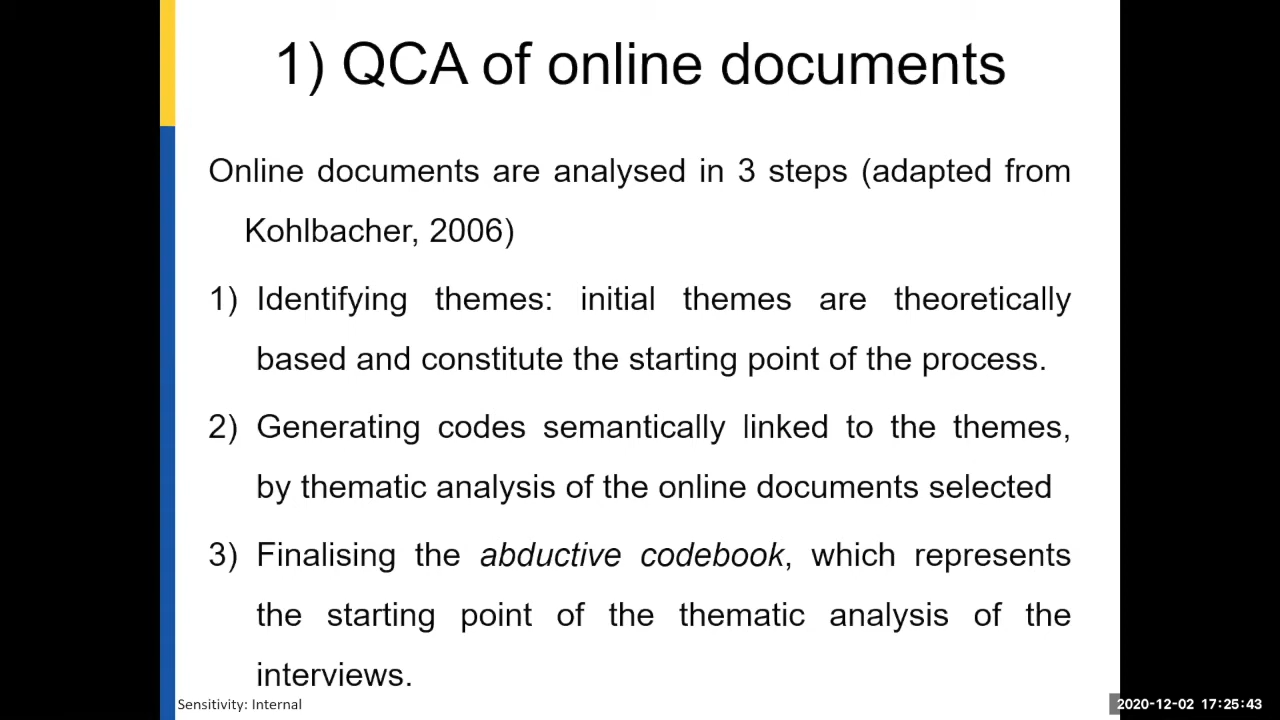 1) QCA of online documents
Online documents are analysed in 3 steps (adapted from
Kohlbacher, 2006)
1) Identifying themes: initial themes are theoretically
based and constitute the starting point of the process.
2) Generating codes semantically linked to the themes,
by thematic analysis of the online documents selected
3) Finalising the abductive codebook, which represents
the starting point of the thematic analysis of the
interviews.
Sensitivity: Internal
2020-12-02 17:25:43